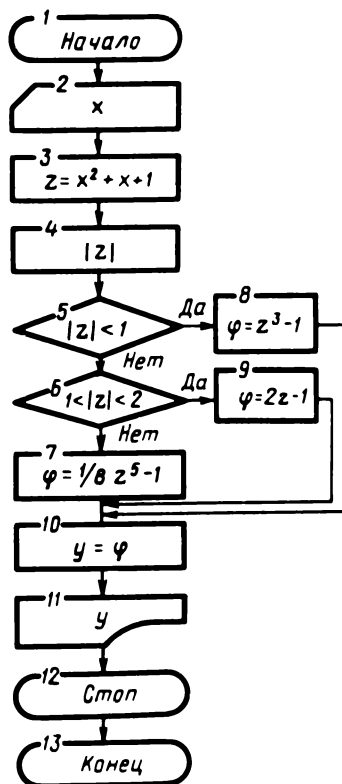 1
Начало
2
x
3
z = x² + x + 1
4
|z|
5
|z| < 1
Да
8
φ = z³ - 1
Нет
6
1 < |z| < 2
Да
9
φ = 2z - 1
Нет
7
φ = 1/8 z⁵ - 1
10
y = φ
11
y
12
Стоп
13
Конец